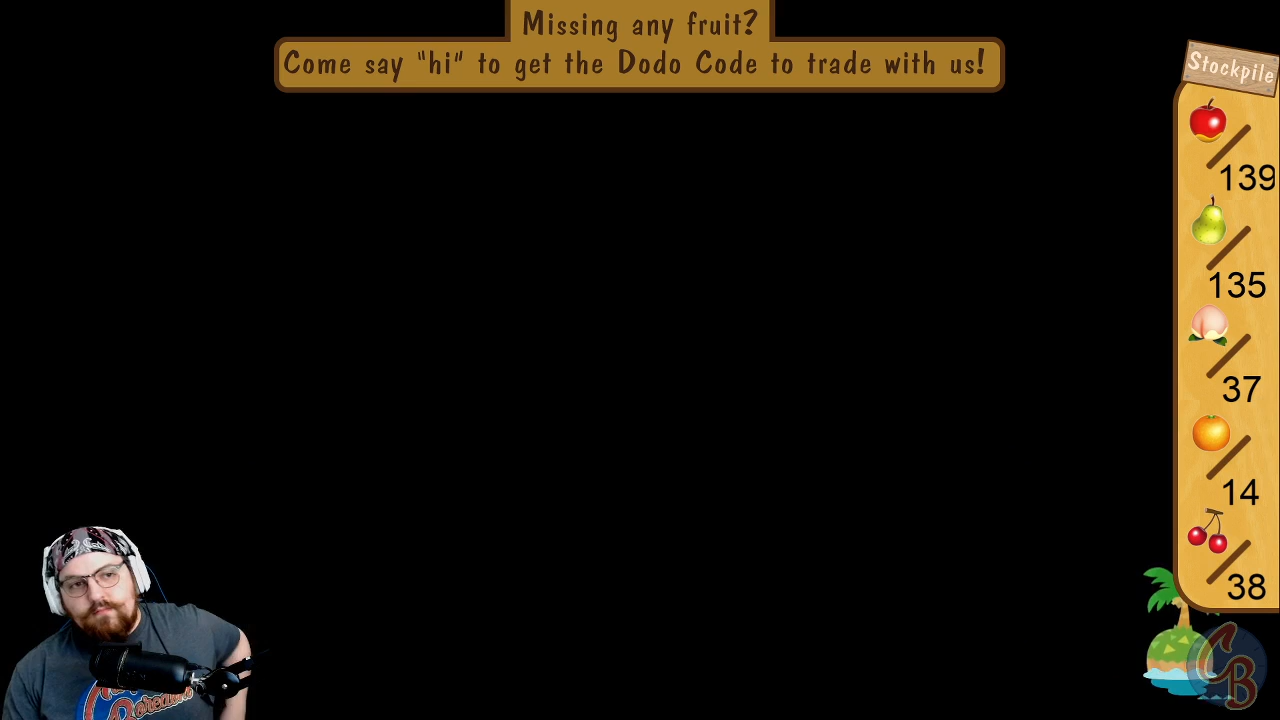 Missing any fruit?
Come say "hi" to get the Dodo Code to trade with us!
Stockpile
139
135
37
14
38
CB